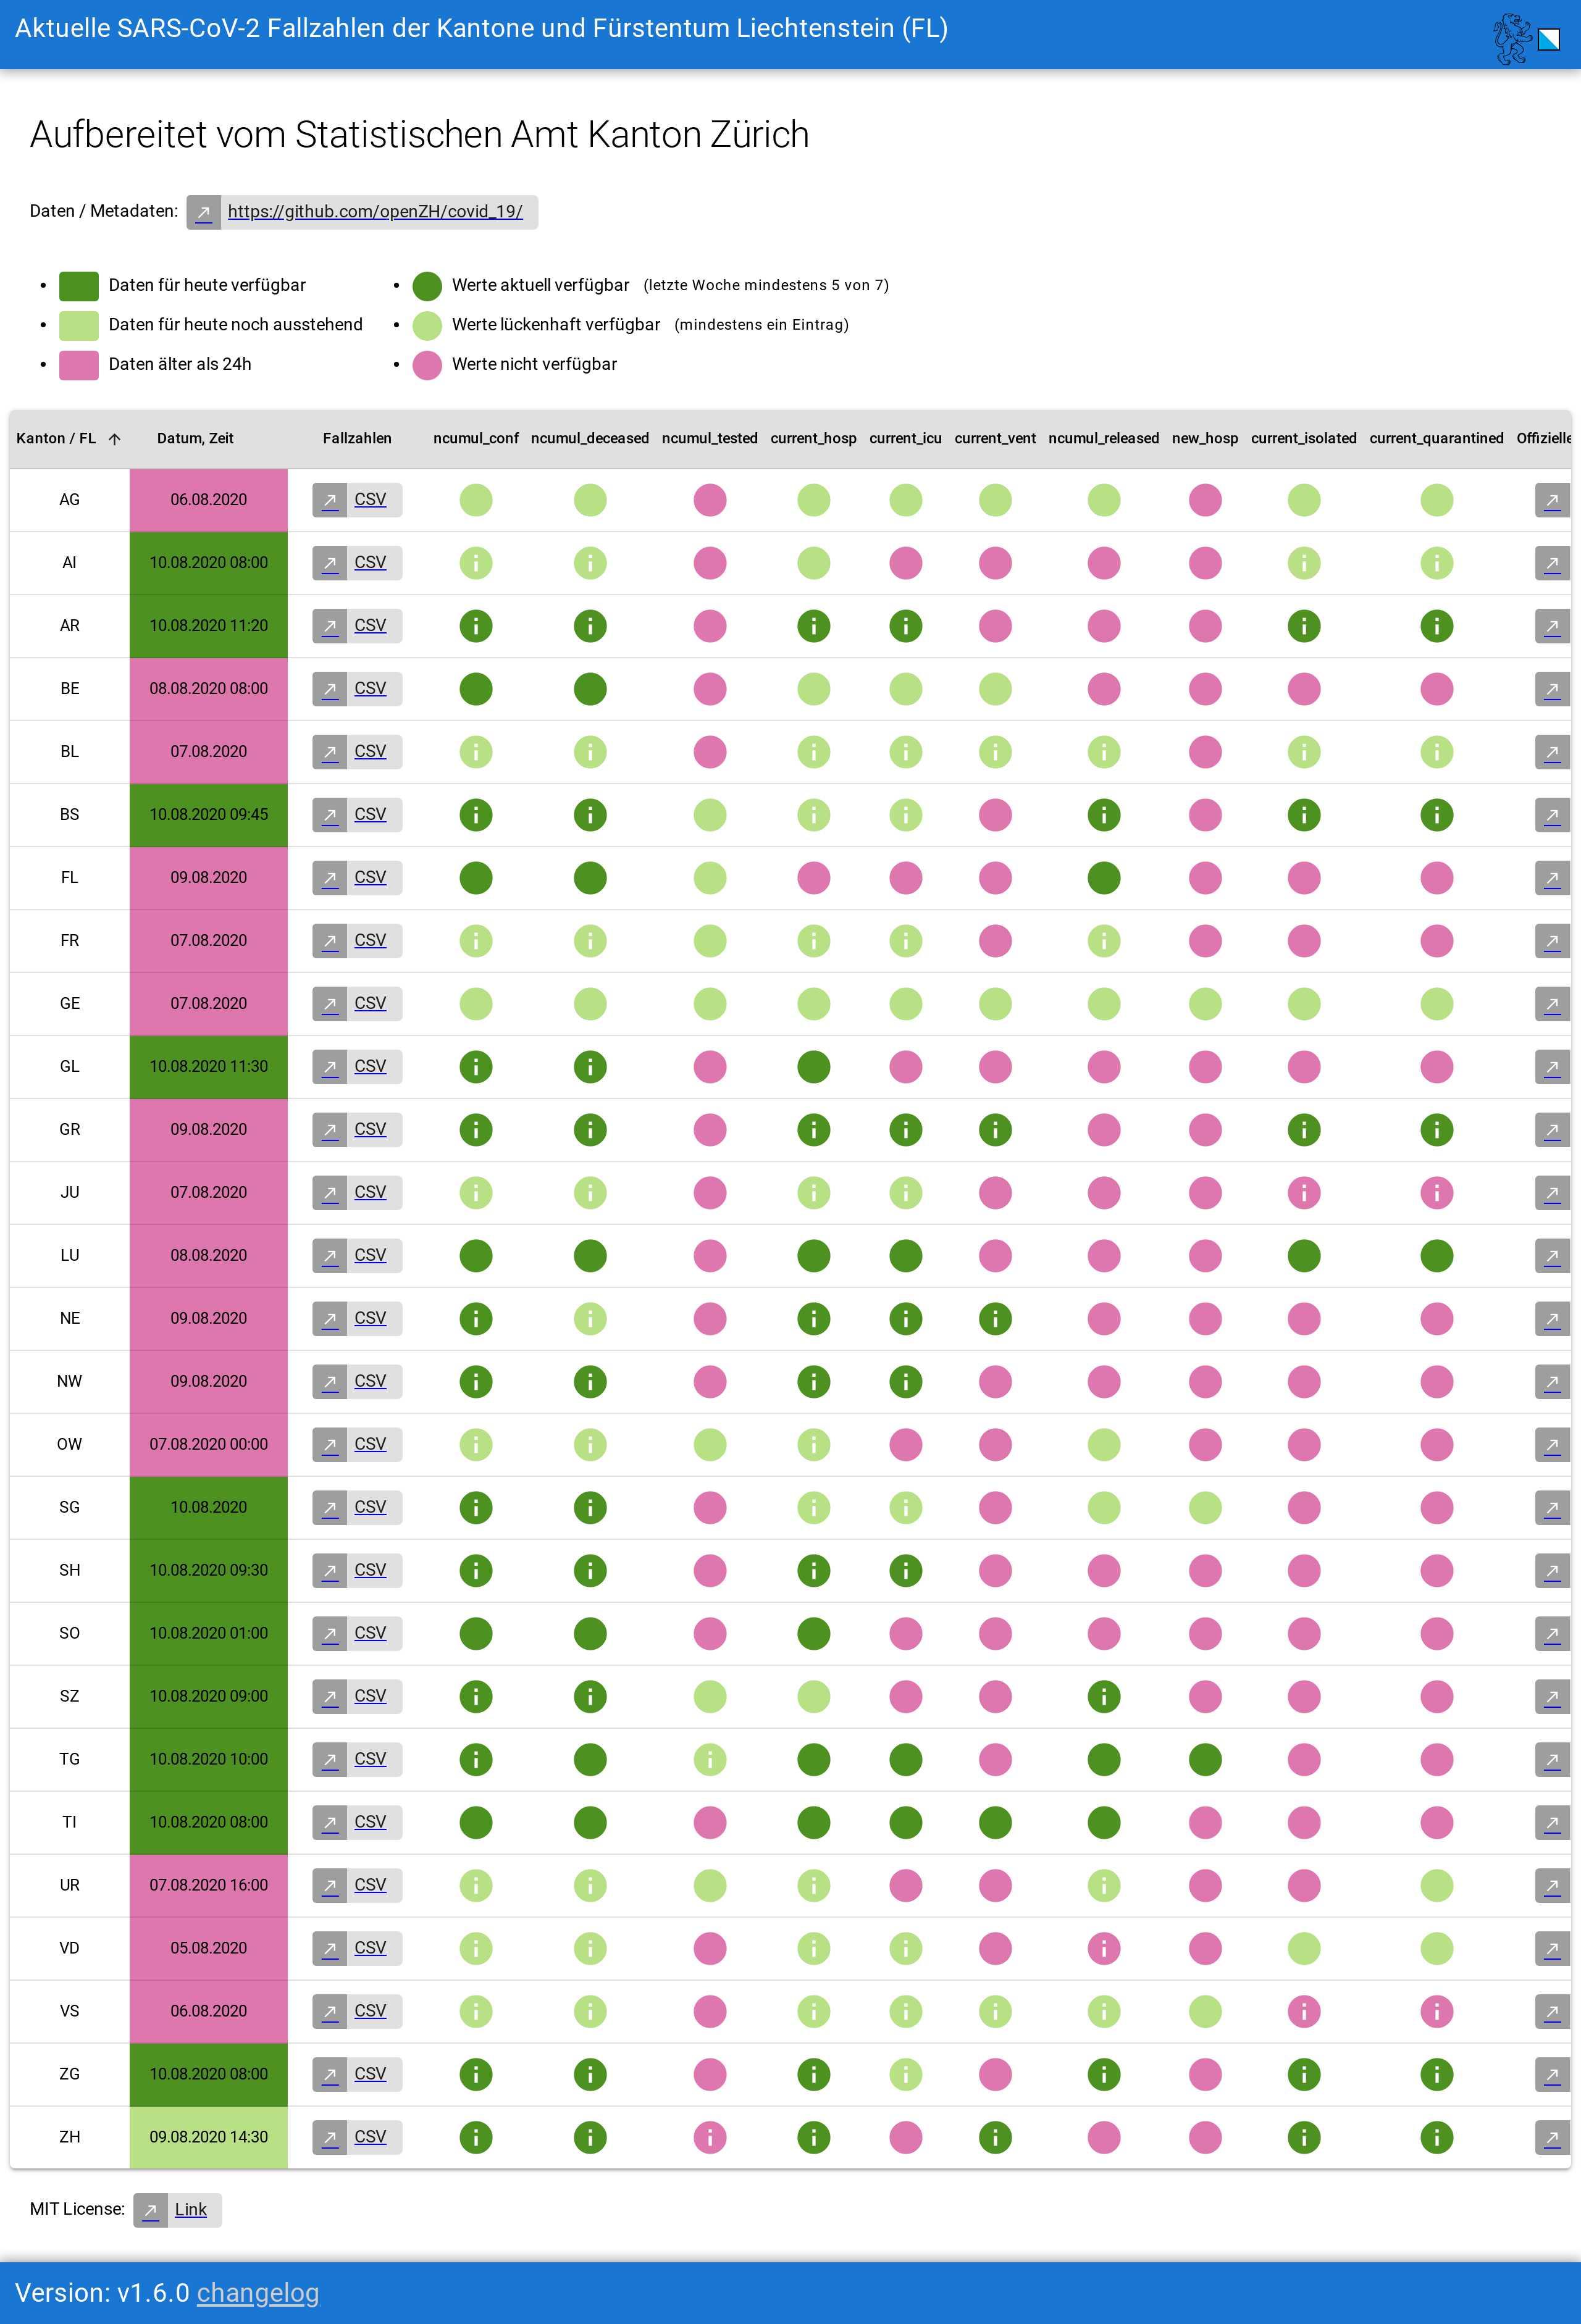 Aktuelle SARS-CoV-2 Fallzahlen der Kantone und Fürstentum Liechtenstein (FL)
Aufbereitet vom Statistischen Amt Kanton Zürich
Daten / Metadaten: https://github.com/openZH/covid_19/
Daten für heute verfügbar
Daten für heute noch ausstehend
Daten älter als 24h
Werte aktuell verfügbar (letzte Woche mindestens 5 von 7)
Werte lückenhaft verfügbar (mindestens ein Eintrag)
Werte nicht verfügbar
Kanton / FL Datum, Zeit Fallzahlen ncumul_conf ncumul_deceased ncumul_tested current_hosp current_icu current_vent ncumul_released new_hosp current_isolated current_quarantined Offizielle
AG 06.08.2020 CSV
AI 10.08.2020 08:00 CSV
AR 10.08.2020 11:20 CSV
BE 08.08.2020 08:00 CSV
BL 07.08.2020 CSV
BS 10.08.2020 09:45 CSV
FL 09.08.2020 CSV
FR 07.08.2020 CSV
GE 07.08.2020 CSV
GL 10.08.2020 11:30 CSV
GR 09.08.2020 CSV
JU 07.08.2020 CSV
LU 08.08.2020 CSV
NE 09.08.2020 CSV
NW 09.08.2020 CSV
OW 07.08.2020 00:00 CSV
SG 10.08.2020 CSV
SH 10.08.2020 09:30 CSV
SO 10.08.2020 01:00 CSV
SZ 10.08.2020 09:00 CSV
TG 10.08.2020 10:00 CSV
TI 10.08.2020 08:00 CSV
UR 07.08.2020 16:00 CSV
VD 05.08.2020 CSV
VS 06.08.2020 CSV
ZG 10.08.2020 08:00 CSV
ZH 09.08.2020 14:30 CSV
MIT License: Link
Version: v1.6.0 changelog